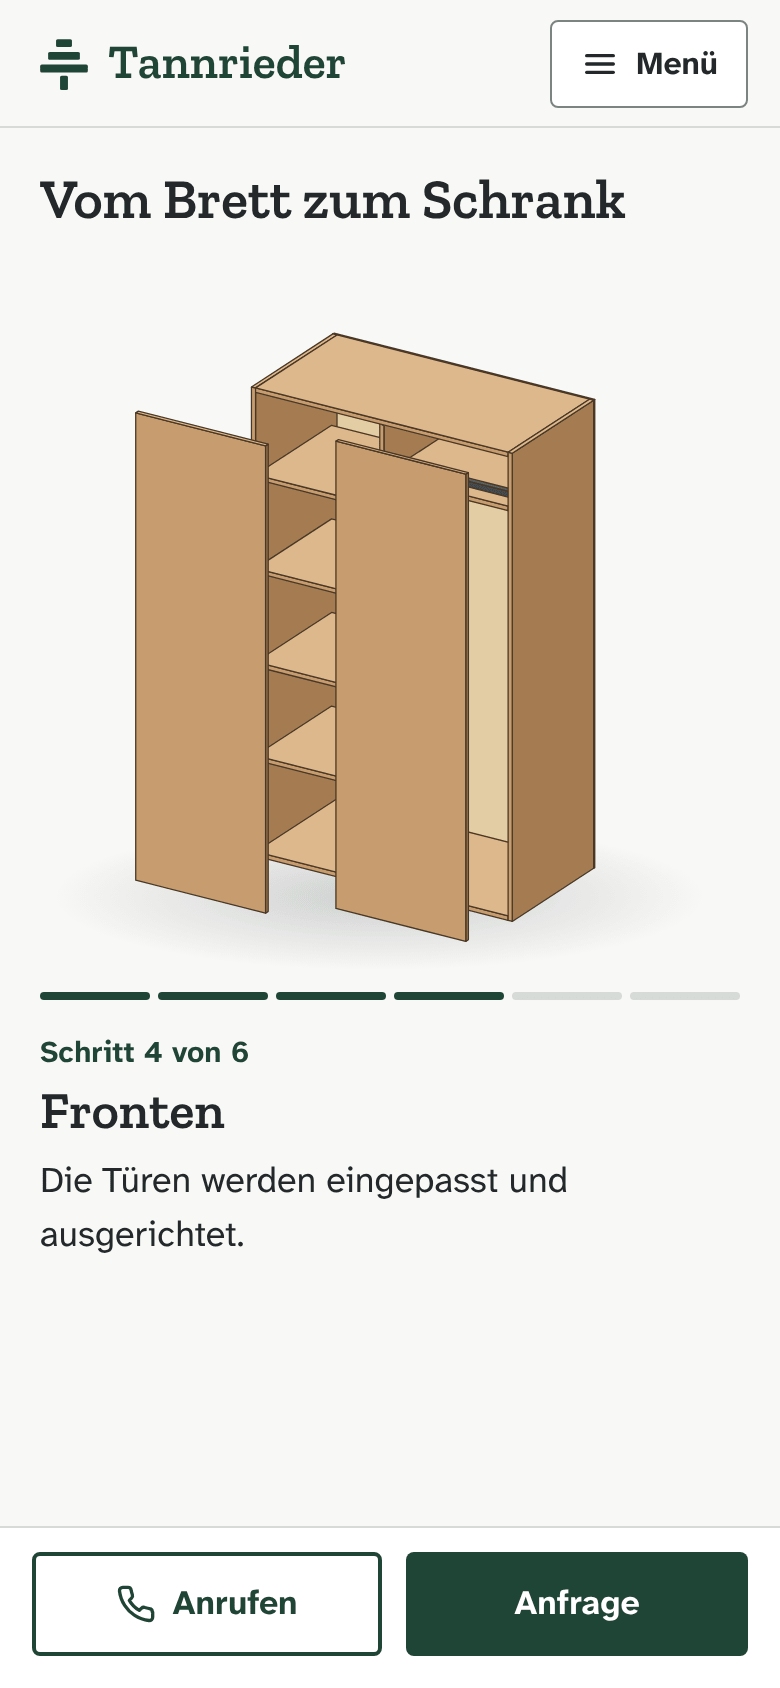 Tannrieder
Menü
Vom Brett zum Schrank
Schritt 4 von 6
Fronten
Die Türen werden eingepasst und
ausgerichtet.
Anrufen
Anfrage